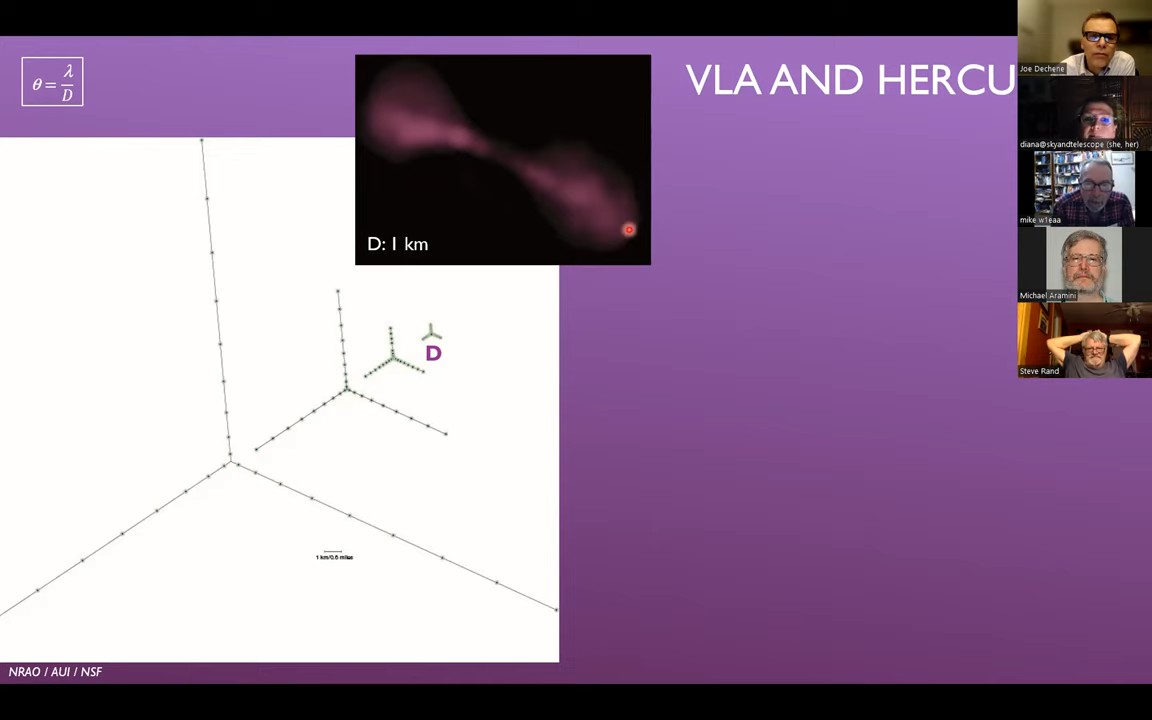 θ = λ/D
VLA AND HERCU
D: 1 km
D
1 km/0.6 miles
NRAO / AUI / NSF
Joe Dechene
diana@skyandtelescope (she, her)
mike w1eaa
Michael Aramini
Steve Rand